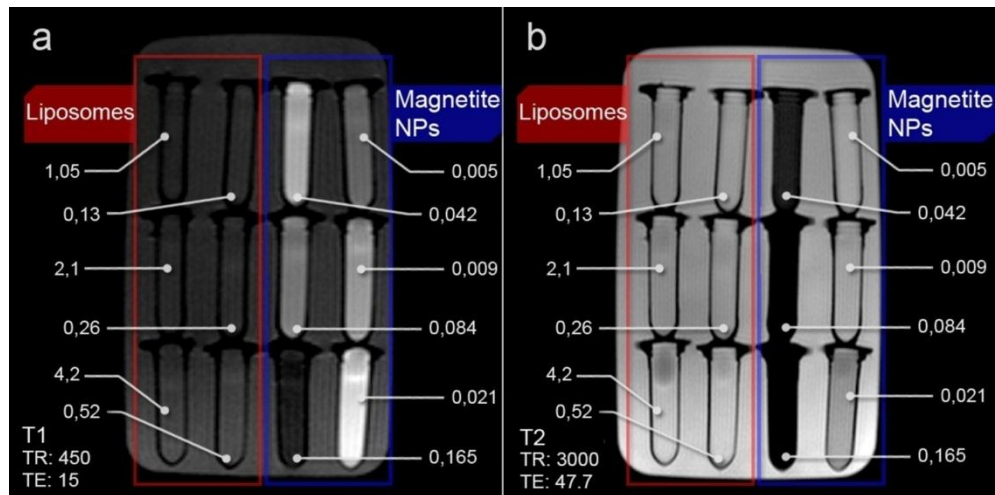 a
Liposomes
Magnetite
NPs
1,05
0,005
0,13
0,042
2,1
0,009
0,26
0,084
4,2
0,021
0,52
0,165
T1
TR: 450
TE: 15
b
Liposomes
Magnetite
NPs
1,05
0,005
0,13
0,042
2,1
0,009
0,26
0,084
4,2
0,021
0,52
0,165
T2
TR: 3000
TE: 47.7